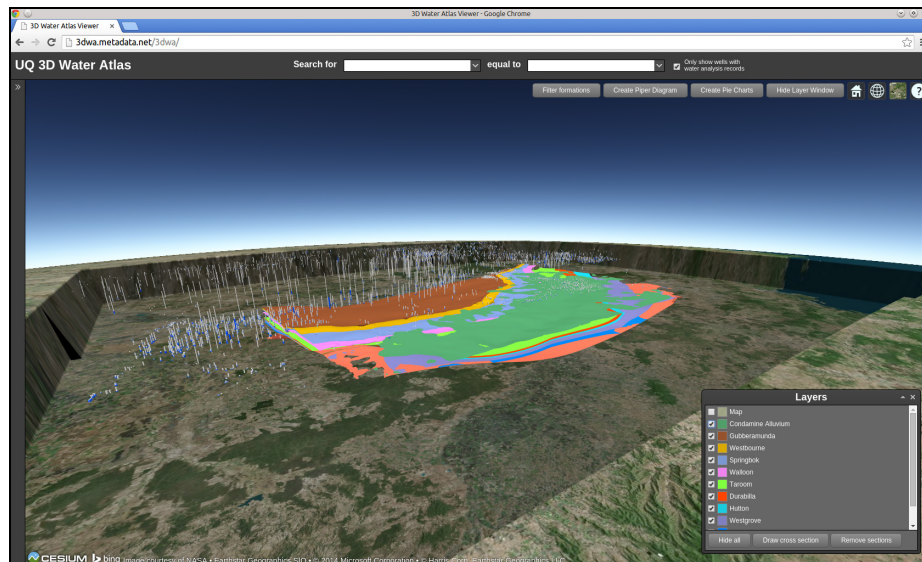 3D Water Atlas Viewer - Google Chrome
3D Water Atlas Viewer
3dwa.metadata.net/3dwa/
UQ 3D Water Atlas
Search for
equal to
Only show wells with
water analysis records
Filter formations
Create Piper Diagram
Create Pie Charts
Hide Layer Window
Layers
Map
Condamine Alluvium
Gubberamunda
Westbourne
Springbok
Walloon
Taroom
Durabilla
Hutton
Westgrove
Hide all
Draw cross section
Remove sections
CESIUM bing Image courtesy of NASA • Earthstar Geographics SIO • © 2014 Microsoft Corporation • © Harris Corp, Earthstar Geographics LLC